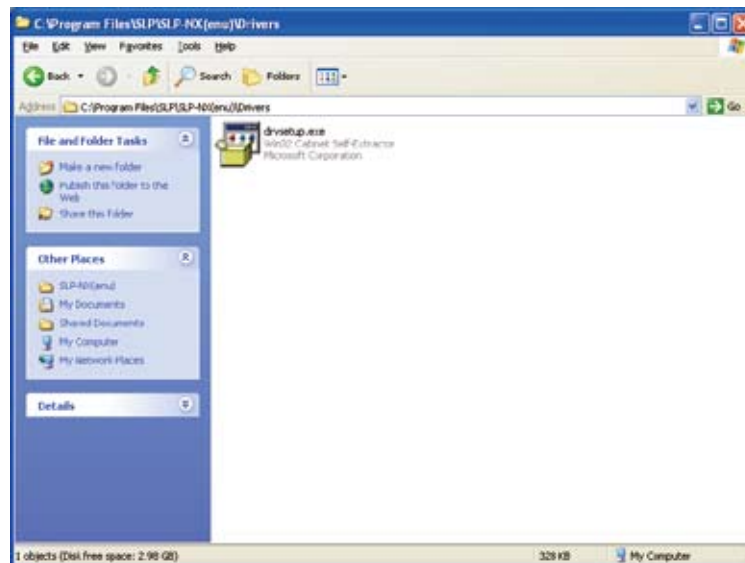 C:\Program Files\SLP\SLP-NX(enu)\Drivers
File Edit View Favorites Tools Help
Back Search Folders
Address C:\Program Files\SLP\SLP-NX(enu)\Drivers Go
File and Folder Tasks
Make a new folder
Publish this folder to the
Web
Share this folder
Other Places
SLP-NX(enu)
My Documents
Shared Documents
My Computer
My Network Places
Details
drvsetup.exe
Win32 Cabinet Self-Extractor
Microsoft Corporation
1 objects (Disk free space: 2.98 GB) 328 KB My Computer